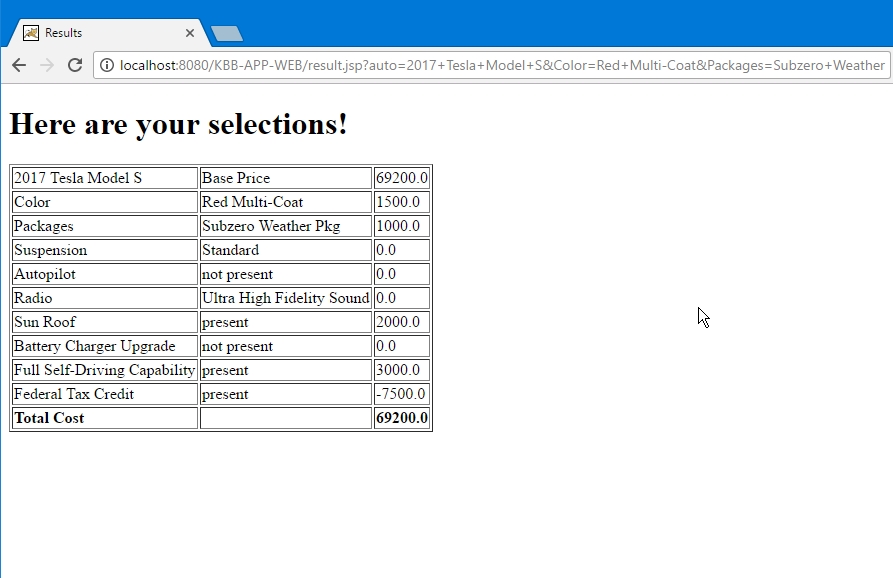 Results
localhost:8080/KBB-APP-WEB/result.jsp?auto=2017+Tesla+Model+S&Color=Red+Multi-Coat&Packages=Subzero+Weather
Here are your selections!
2017 Tesla Model S Base Price 69200.0
Color Red Multi-Coat 1500.0
Packages Subzero Weather Pkg 1000.0
Suspension Standard 0.0
Autopilot not present 0.0
Radio Ultra High Fidelity Sound 0.0
Sun Roof present 2000.0
Battery Charger Upgrade not present 0.0
Full Self-Driving Capability present 3000.0
Federal Tax Credit present -7500.0
Total Cost 69200.0